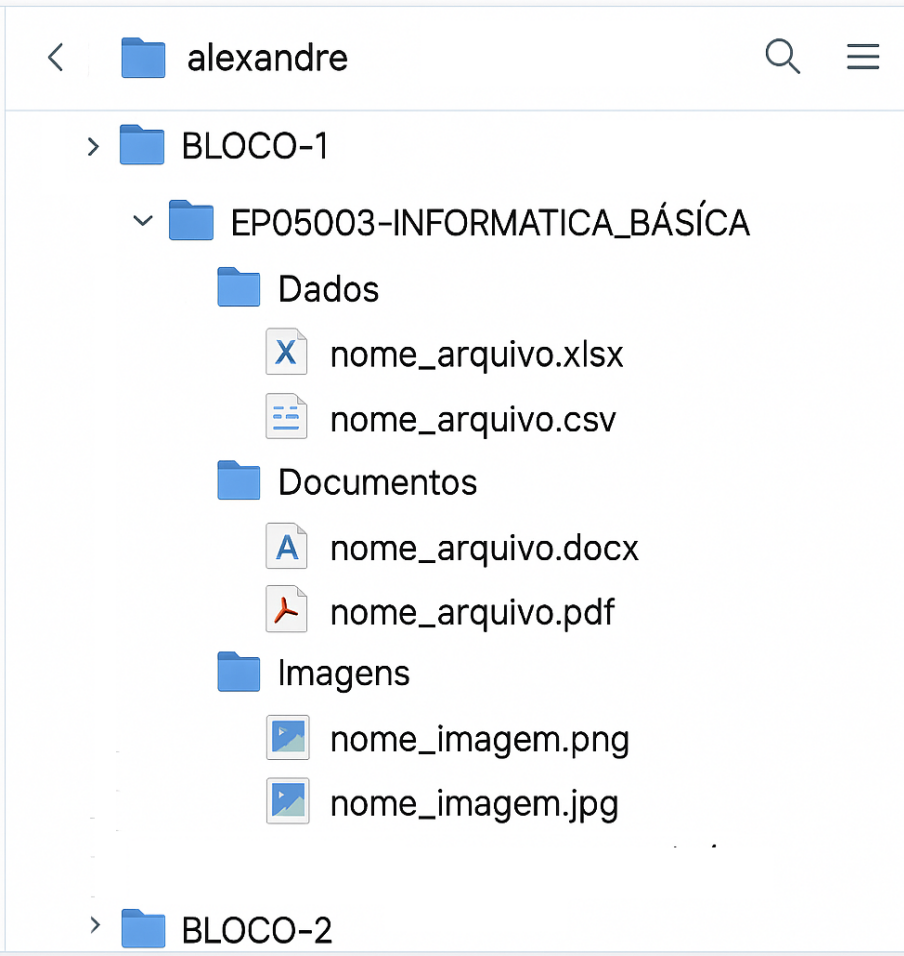 alexandre
BLOCO-1
EP05003-INFORMATICA_BÁSÍCA
Dados
nome_arquivo.xlsx
nome_arquivo.csv
Documentos
nome_arquivo.docx
nome_arquivo.pdf
Imagens
nome_imagem.png
nome_imagem.jpg
BLOCO-2